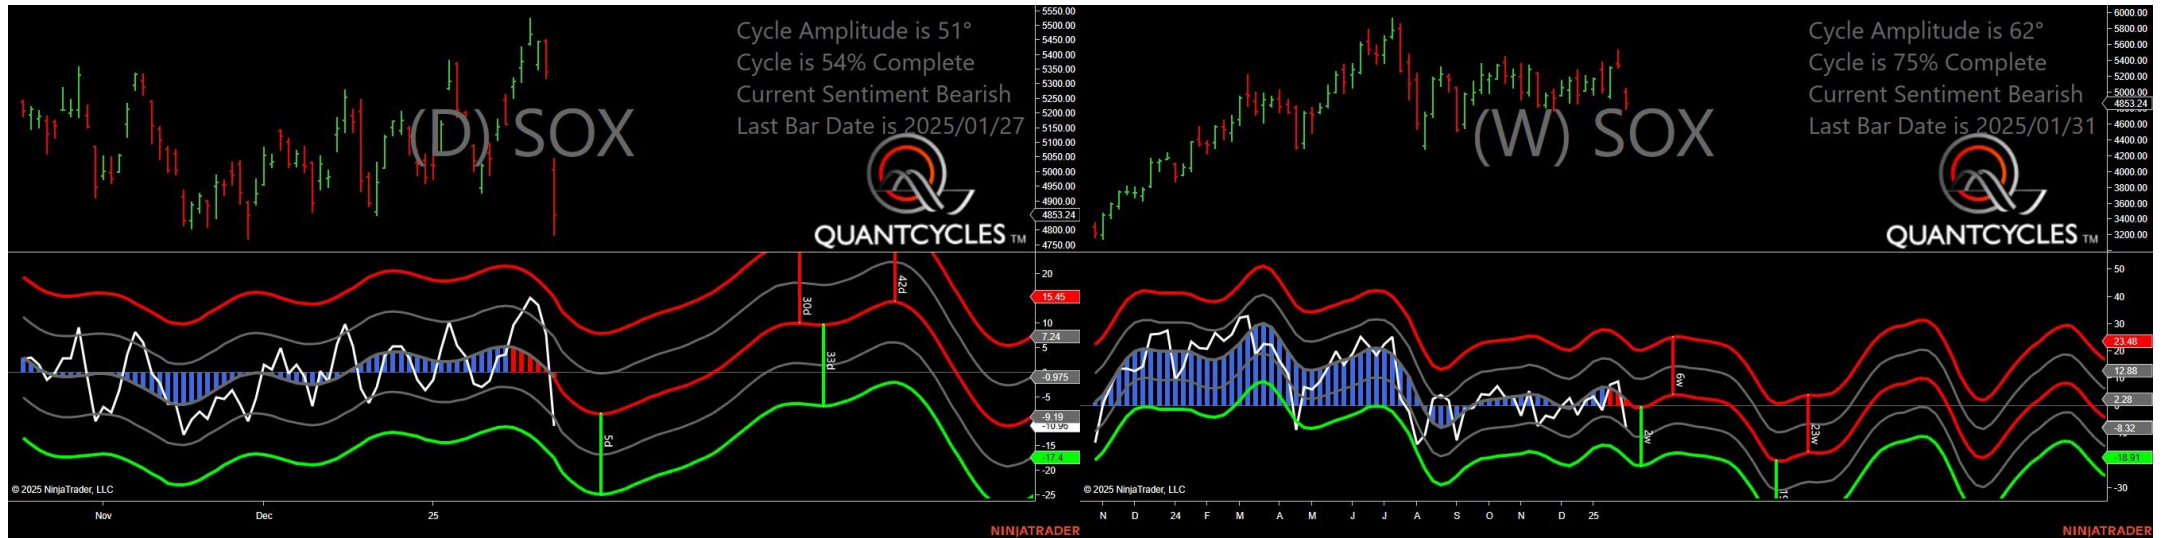 Cycle Amplitude is 51°
Cycle is 54% Complete
Current Sentiment Bearish
Last Bar Date is 2025/01/27
(D) SOX
QUANTCYCLES TM
5550.00
5500.00
5450.00
5400.00
5350.00
5300.00
5250.00
5200.00
5150.00
5100.00
5050.00
5000.00
4950.00
4900.00
4853.24
4800.00
4750.00
20
15.45
10
7.24
5
-0.975
-5
-9.19
-10.96
-15
-17.4
-20
-25
30d
42d
33d
5d
© 2025 NinjaTrader, LLC
Nov Dec 25
NINJATRADER
Cycle Amplitude is 62°
Cycle is 75% Complete
Current Sentiment Bearish
Last Bar Date is 2025/01/31
(W) SOX
QUANTCYCLES TM
6000.00
5800.00
5600.00
5400.00
5200.00
5000.00
4853.24
4600.00
4400.00
4200.00
4000.00
3800.00
3600.00
3400.00
3200.00
50
40
30
23.48
20
12.88
2.28
-8.32
-18.91
-30
6w
2w
23w
© 2025 NinjaTrader, LLC
N D 24 F M A M J J A S O N D 25
NINJATRADER